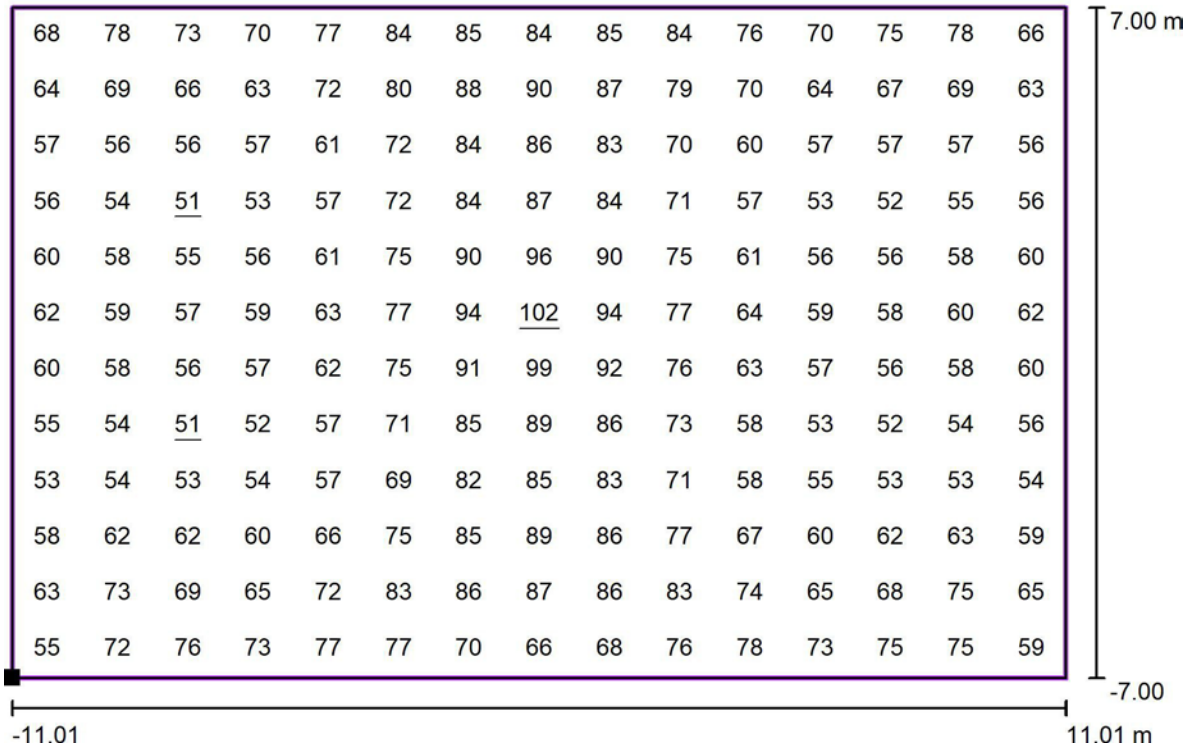 68 78 73 70 77 84 85 84 85 84 76 70 75 78 66 7.00 m
64 69 66 63 72 80 88 90 87 79 70 64 67 69 63
57 56 56 57 61 72 84 86 83 70 60 57 57 57 56
56 54 51 53 57 72 84 87 84 71 57 53 52 55 56
60 58 55 56 61 75 90 96 90 75 61 56 56 58 60
62 59 57 59 63 77 94 102 94 77 64 59 58 60 62
60 58 56 57 62 75 91 99 92 76 63 57 56 58 60
55 54 51 52 57 71 85 89 86 73 58 53 52 54 56
53 54 53 54 57 69 82 85 83 71 58 55 53 53 54
58 62 62 60 66 75 85 89 86 77 67 60 62 63 59
63 73 69 65 72 83 86 87 86 83 74 65 68 75 65
55 72 76 73 77 77 70 66 68 76 78 73 75 75 59
-7.00
-11.01 11.01 m